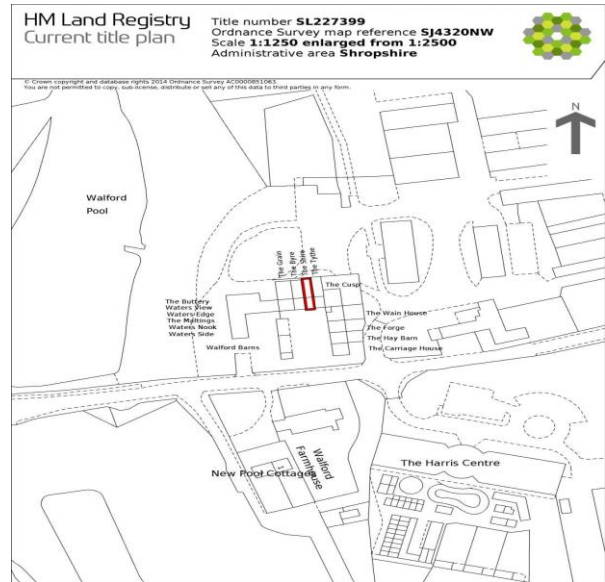 HM Land Registry
Current title plan
Title number SL227399
Ordnance Survey map reference SJ4320NW
Scale 1:1250 enlarged from 1:2500
Administrative area Shropshire
© Crown copyright and database rights 2014 Ordnance Survey AC0000851063.
You are not permitted to copy, sub-license, distribute or sell any of this data to third parties in any form.
N
Walford
Pool
The Grain
The Byre
The Shire
The Tythe
The Cusp
The Buttery
Waters View
Waters Edge
The Maltings
Waters Nook
Waters Side
Walford Barns
The Wain House
The Forge
The Hay Barn
The Carriage House
Walford
Farmhouse
New Pool Cottages
The Harris Centre